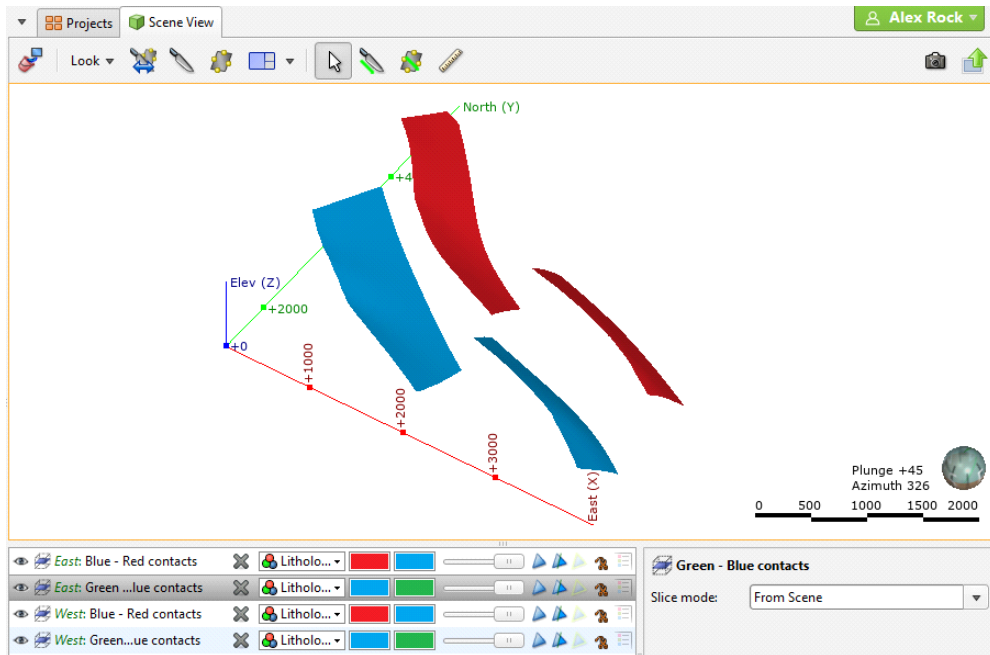 Projects
Scene View
Alex Rock
Look
North (Y)
+4
Elev (Z)
+2000
+0
+1000
+2000
+3000
East (X)
Plunge +45
Azimuth 326
0 500 1000 1500 2000
East: Blue - Red contacts
Litholo...
East: Green ...lue contacts
Litholo...
West: Blue - Red contacts
Litholo...
West: Green...ue contacts
Litholo...
Green - Blue contacts
Slice mode:
From Scene